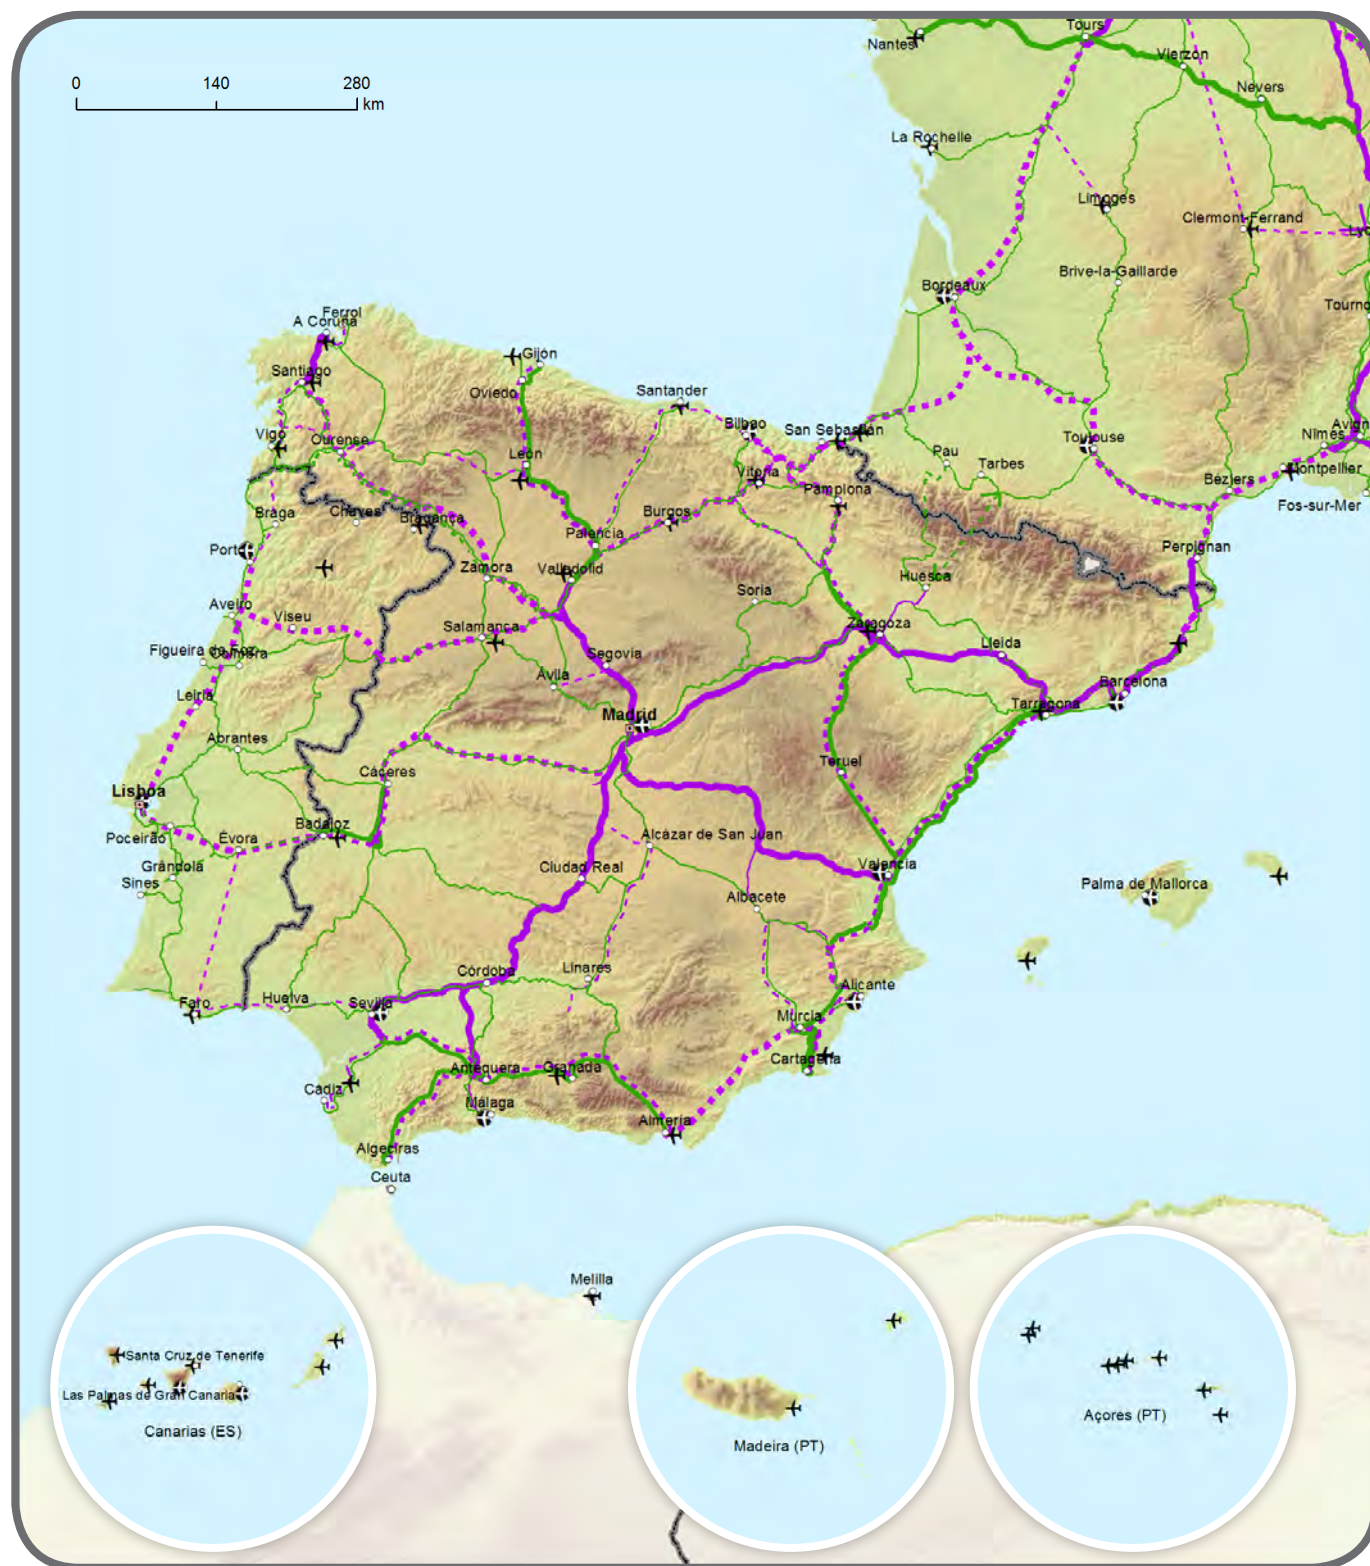 Tours
Nantes
Vierzon
0 140 280
km
Nevers
La Rochelle
Limoges
Clermont-Ferrand
Lyo
Brive-la-Gaillarde
Bordeaux
Tourno
Ferrol
A Coruña
Gijón
Santiago
Oviedo
Santander
Bilbao
San Sebastián
Avign
Vigo
Ourense
Toulouse
Nîmes
León
Pau
Tarbes
Montpellier
Vitoria
Béziers
Pamplona
Fos-sur-Mer
Braga
Chaves
Bragança
Burgos
Palencia
Porto
Perpignan
Zamora
Valladolid
Huesca
Soria
Aveiro
Viseu
Salamanca
Zaragoza
Lleida
Figueira da Foz
Coimbra
Segovia
Ávila
Barcelona
Leiria
Tarragona
Madrid
Abrantes
Teruel
Cáceres
Lisboa
Badajoz
Poceirão
Évora
Alcázar de San Juan
Grândola
Ciudad Real
Valencia
Sines
Palma de Mallorca
Albacete
Córdoba
Linares
Alicante
Faro
Huelva
Sevilla
Murcia
Cartagena
Antequera
Granada
Cádiz
Málaga
Almería
Algeciras
Ceuta
Melilla
Santa Cruz de Tenerife
Las Palmas de Gran Canaria
Canarias (ES)
Madeira (PT)
Açores (PT)